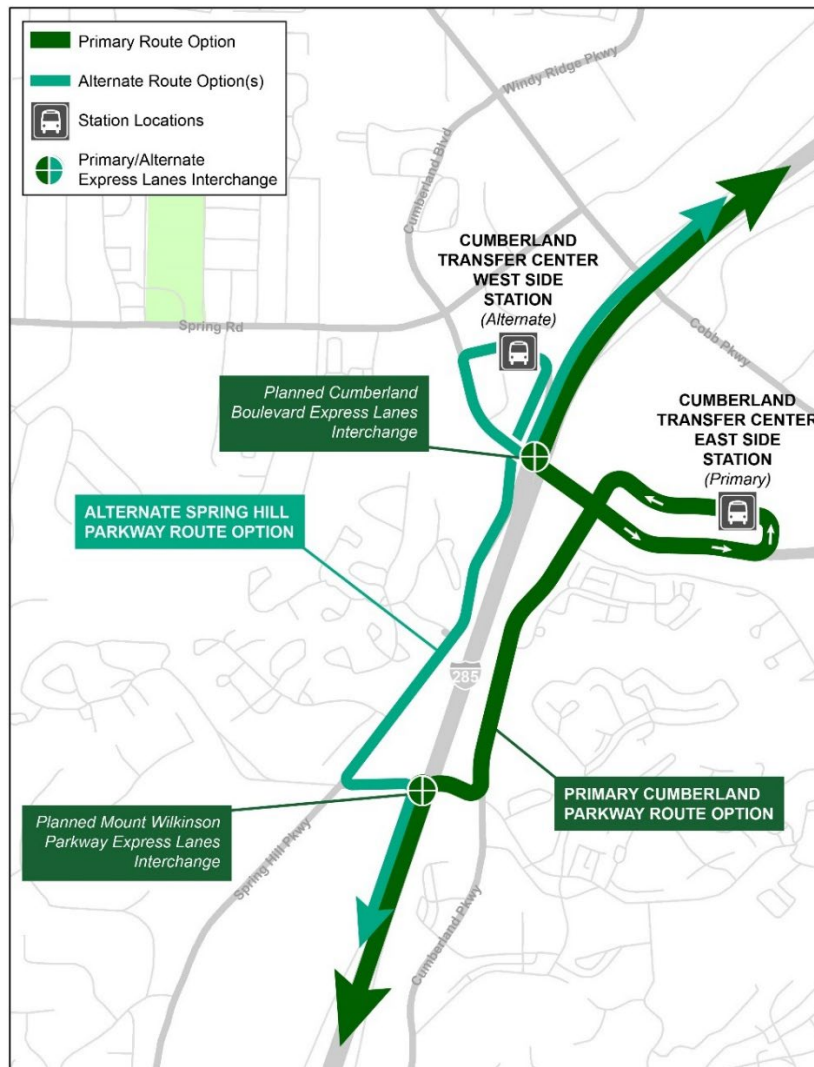 Primary Route Option
Alternate Route Option(s)
Station Locations
Primary/Alternate
Express Lanes Interchange
Windy Ridge Pkwy
Cumberland Blvd
CUMBERLAND
TRANSFER CENTER
WEST SIDE
STATION
(Alternate)
Spring Rd
Cobb Pkwy
Planned Cumberland
Boulevard Express Lanes
Interchange
CUMBERLAND
TRANSFER CENTER
EAST SIDE
STATION
(Primary)
ALTERNATE SPRING HILL
PARKWAY ROUTE OPTION
285
PRIMARY CUMBERLAND
PARKWAY ROUTE OPTION
Planned Mount Wilkinson
Parkway Express Lanes
Interchange
Spring Hill Pkwy
Cumberland Pkwy